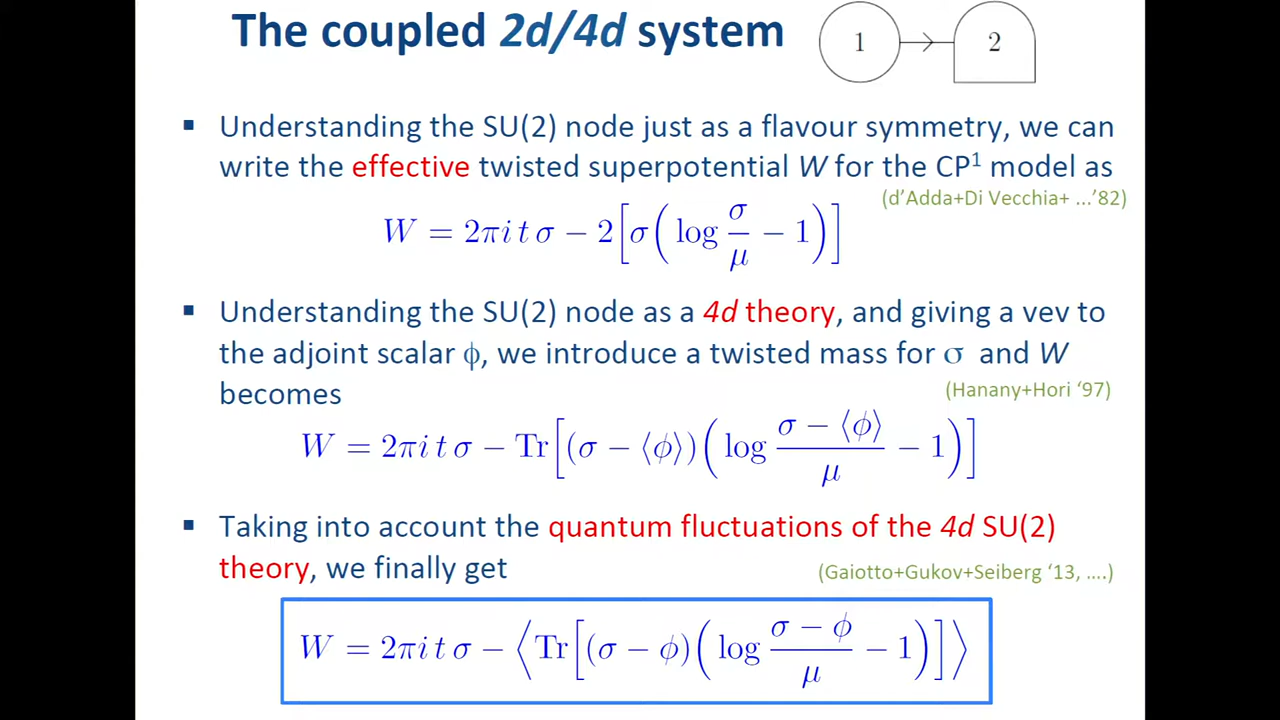 The coupled 2d/4d system
1 2
▪ Understanding the SU(2) node just as a flavour symmetry, we can
write the effective twisted superpotential W for the CP¹ model as
(d'Adda+Di Vecchia+ ...'82)
W = 2πi t σ − 2[σ(log σ/μ − 1)]
▪ Understanding the SU(2) node as a 4d theory, and giving a vev to
the adjoint scalar ϕ, we introduce a twisted mass for σ and W
becomes
(Hanany+Hori '97)
W = 2πi t σ − Tr[(σ − ⟨ϕ⟩)(log (σ − ⟨ϕ⟩)/μ − 1)]
▪ Taking into account the quantum fluctuations of the 4d SU(2)
theory, we finally get
(Gaiotto+Gukov+Seiberg '13, ....)
W = 2πi t σ − ⟨Tr[(σ − ϕ)(log (σ − ϕ)/μ − 1)]⟩